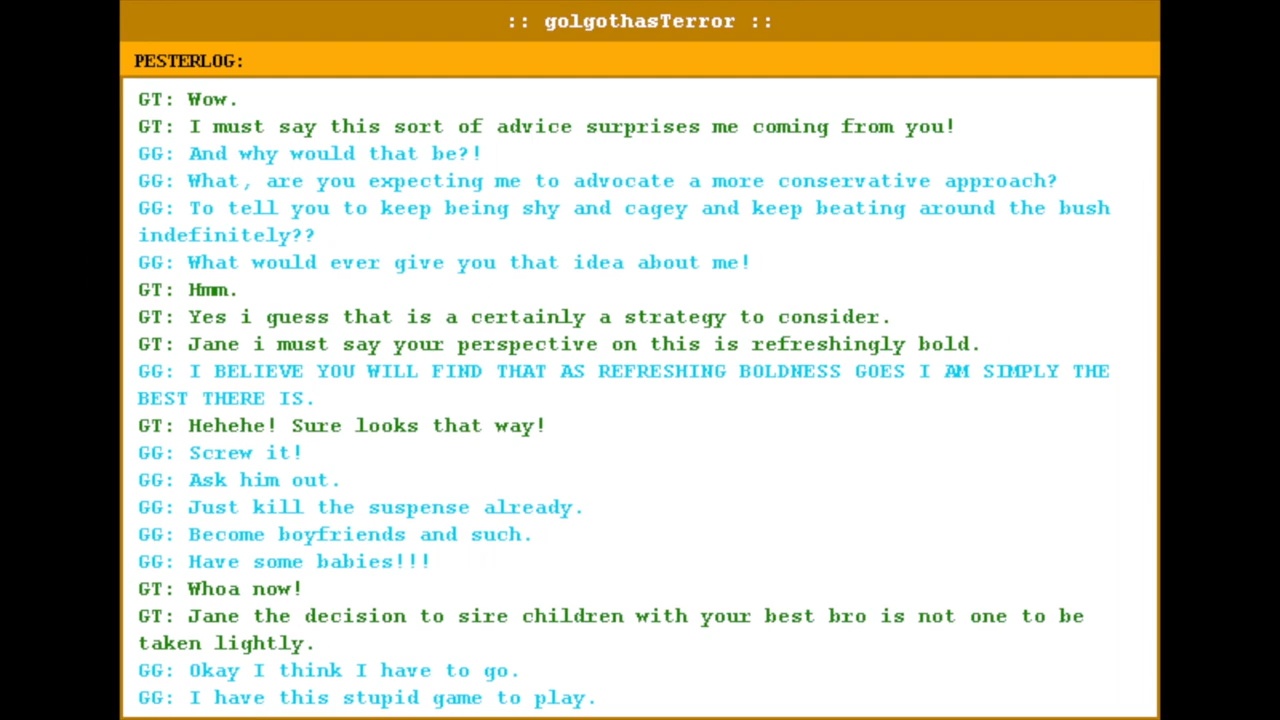 :: golgothasTerror ::
PESTERLOG:
GT: Wow.
GT: I must say this sort of advice surprises me coming from you!
GG: And why would that be?!
GG: What, are you expecting me to advocate a more conservative approach?
GG: To tell you to keep being shy and cagey and keep beating around the bush
indefinitely??
GG: What would ever give you that idea about me!
GT: Hmm.
GT: Yes i guess that is a certainly a strategy to consider.
GT: Jane i must say your perspective on this is refreshingly bold.
GG: I BELIEVE YOU WILL FIND THAT AS REFRESHING BOLDNESS GOES I AM SIMPLY THE
BEST THERE IS.
GT: Hehehe! Sure looks that way!
GG: Screw it!
GG: Ask him out.
GG: Just kill the suspense already.
GG: Become boyfriends and such.
GG: Have some babies!!!
GT: Whoa now!
GT: Jane the decision to sire children with your best bro is not one to be
taken lightly.
GG: Okay I think I have to go.
GG: I have this stupid game to play.